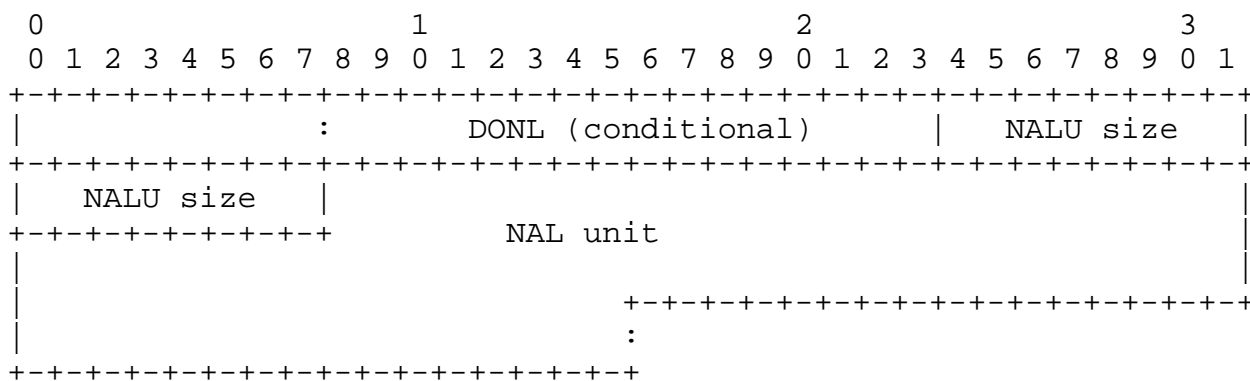 0                   1                   2                   3
 0 1 2 3 4 5 6 7 8 9 0 1 2 3 4 5 6 7 8 9 0 1 2 3 4 5 6 7 8 9 0 1
+-+-+-+-+-+-+-+-+-+-+-+-+-+-+-+-+-+-+-+-+-+-+-+-+-+-+-+-+-+-+-+-+
|               :       DONL (conditional)      |   NALU size   |
+-+-+-+-+-+-+-+-+-+-+-+-+-+-+-+-+-+-+-+-+-+-+-+-+-+-+-+-+-+-+-+-+
|   NALU size   |                                               |
+-+-+-+-+-+-+-+-+         NAL unit                              |
|                                                               |
|                               +-+-+-+-+-+-+-+-+-+-+-+-+-+-+-+-+
|                               :
+-+-+-+-+-+-+-+-+-+-+-+-+-+-+-+-+